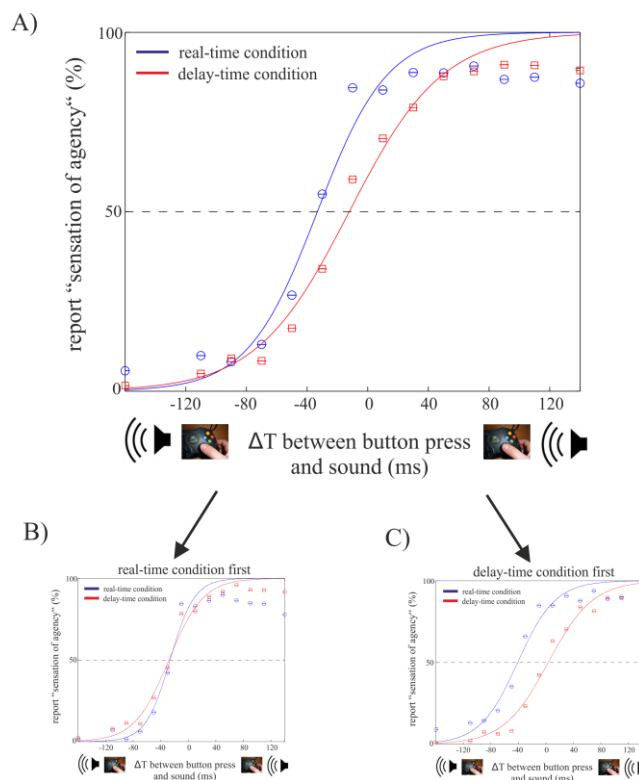 A)
real-time condition
delay-time condition
report “sensation of agency“ (%)
100
50
0
-120 -80 -40 0 40 80 120
ΔT between button press
and sound (ms)
B)
real-time condition first
real-time condition
delay-time condition
report “sensation of agency“ (%)
100
50
0
-120 -80 -40 0 40 80 120
ΔT between button press
and sound (ms)
C)
delay-time condition first
real-time condition
delay-time condition
report “sensation of agency“ (%)
100
50
0
-120 -80 -40 0 40 80 120
ΔT between button press
and sound (ms)